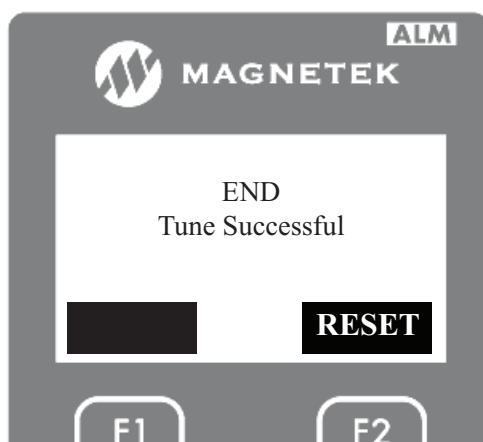 ALM
MAGNETEK
END
Tune Successful
RESET
F1 F2